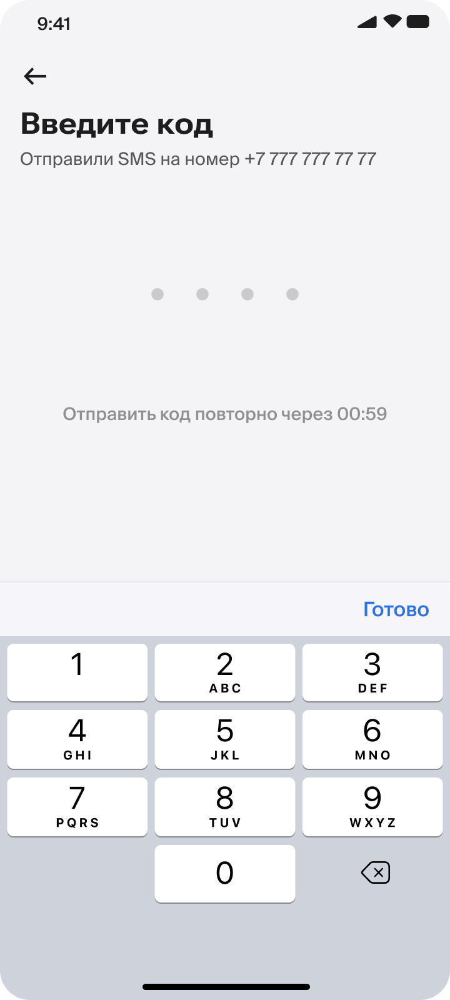 9:41
Введите код
Отправили SMS на номер +7 777 777 77 77
Отправить код повторно через 00:59
Готово
1 2 3
ABC DEF
4 5 6
GHI JKL MNO
7 8 9
PQRS TUV WXYZ
0